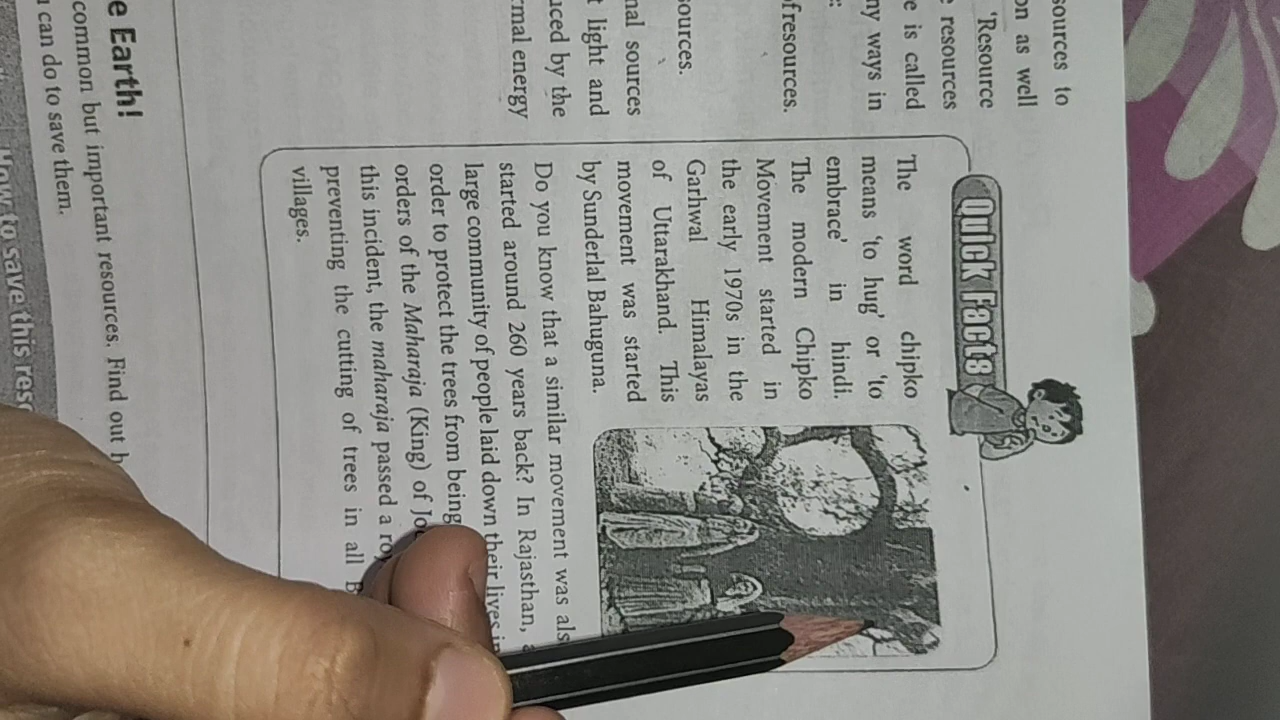 sources to
on as well
'Resource
e is called
ny ways in
of resources.
sources.
nal sources
t light and
uced by the
rmal energy
Quick Facts
The word chipko
means 'to hug' or 'to
embrace' in hindi.
The modern Chipko
Movement started in
the early 1970s in the
Garhwal Himalayas
of Uttarakhand. This
movement was started
by Sunderlal Bahuguna.
Do you know that a similar movement was als
started around 260 years back? In Rajasthan,
large community of people laid down their lives in
order to protect the trees from being
orders of the Maharaja (King) of Jo
this incident, the maharaja passed a ro
preventing the cutting of trees in all B
villages.
e Earth!
common but important resources. Find out h
u can do to save them.
How to save this res